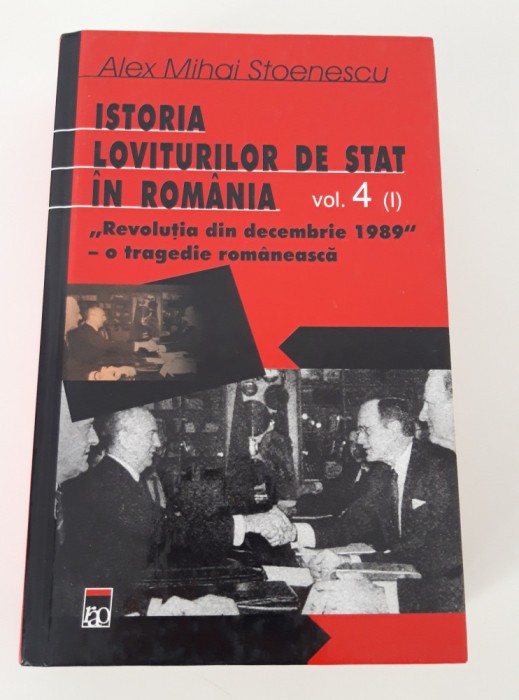 Alex Mihai Stoenescu
ISTORIA
LOVITURILOR DE STAT
ÎN ROMÂNIA vol. 4 (I)
„Revoluția din decembrie 1989“
– o tragedie românească
rao